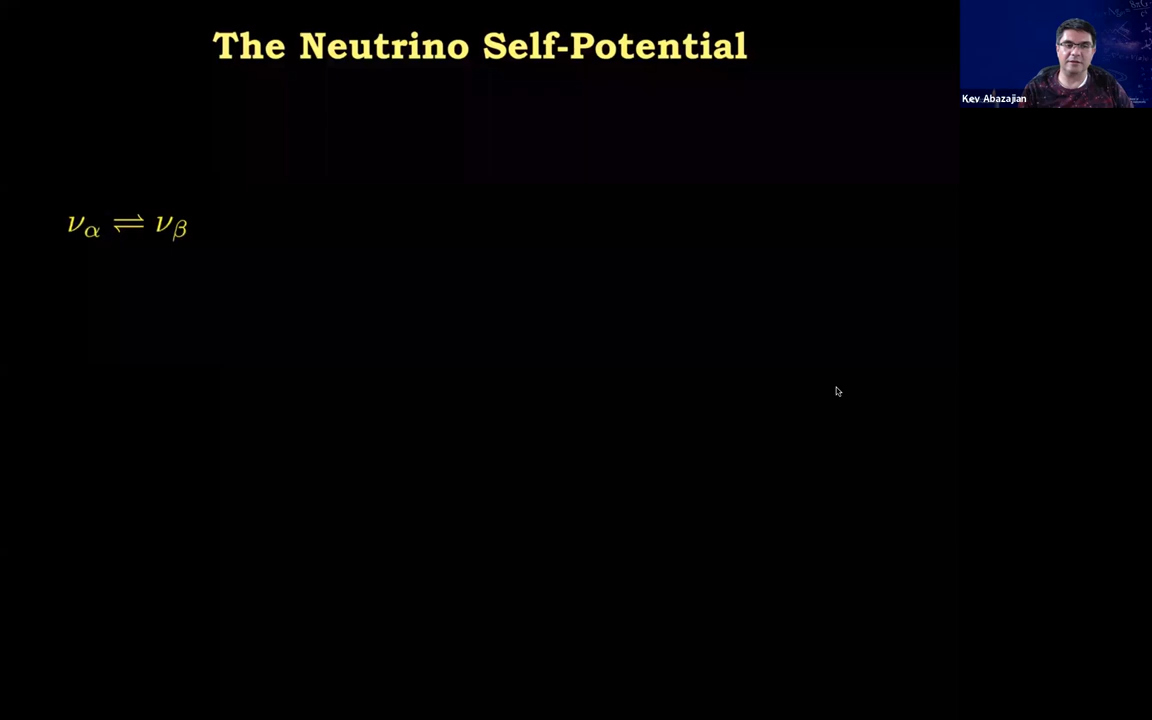 The Neutrino Self-Potential
Kev Abazajian
ν_α ⇌ ν_β